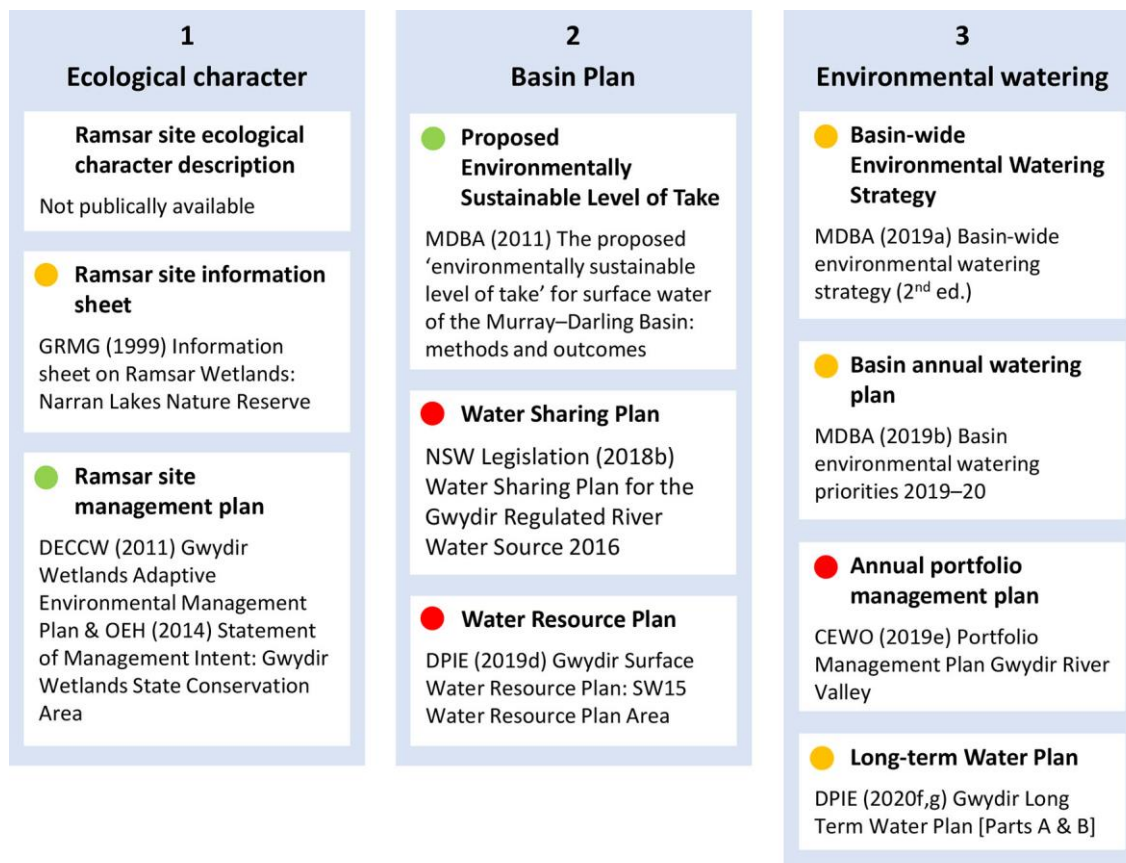 1
Ecological character
Ramsar site ecological
character description
Not publically available
Ramsar site information
sheet
GRMG (1999) Information
sheet on Ramsar Wetlands:
Narran Lakes Nature Reserve
Ramsar site
management plan
DECCW (2011) Gwydir
Wetlands Adaptive
Environmental Management
Plan & OEH (2014) Statement
of Management Intent: Gwydir
Wetlands State Conservation
Area
2
Basin Plan
Proposed
Environmentally
Sustainable Level of Take
MDBA (2011) The proposed
‘environmentally sustainable
level of take’ for surface water
of the Murray–Darling Basin:
methods and outcomes
Water Sharing Plan
NSW Legislation (2018b)
Water Sharing Plan for the
Gwydir Regulated River
Water Source 2016
Water Resource Plan
DPIE (2019d) Gwydir Surface
Water Resource Plan: SW15
Water Resource Plan Area
3
Environmental watering
Basin-wide
Environmental Watering
Strategy
MDBA (2019a) Basin-wide
environmental watering
strategy (2nd ed.)
Basin annual watering
plan
MDBA (2019b) Basin
environmental watering
priorities 2019–20
Annual portfolio
management plan
CEWO (2019e) Portfolio
Management Plan Gwydir River
Valley
Long-term Water Plan
DPIE (2020f,g) Gwydir Long
Term Water Plan [Parts A & B]